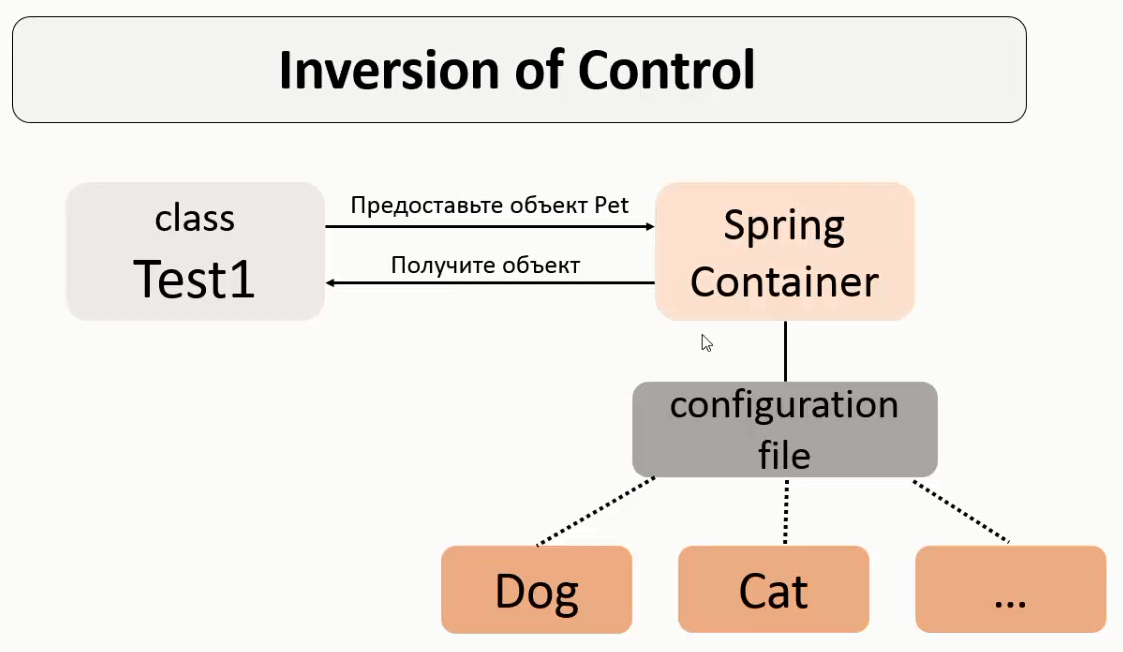 Inversion of Control
class
Test1
Предоставьте объект Pet
Получите объект
Spring
Container
configuration
file
Dog
Cat
...